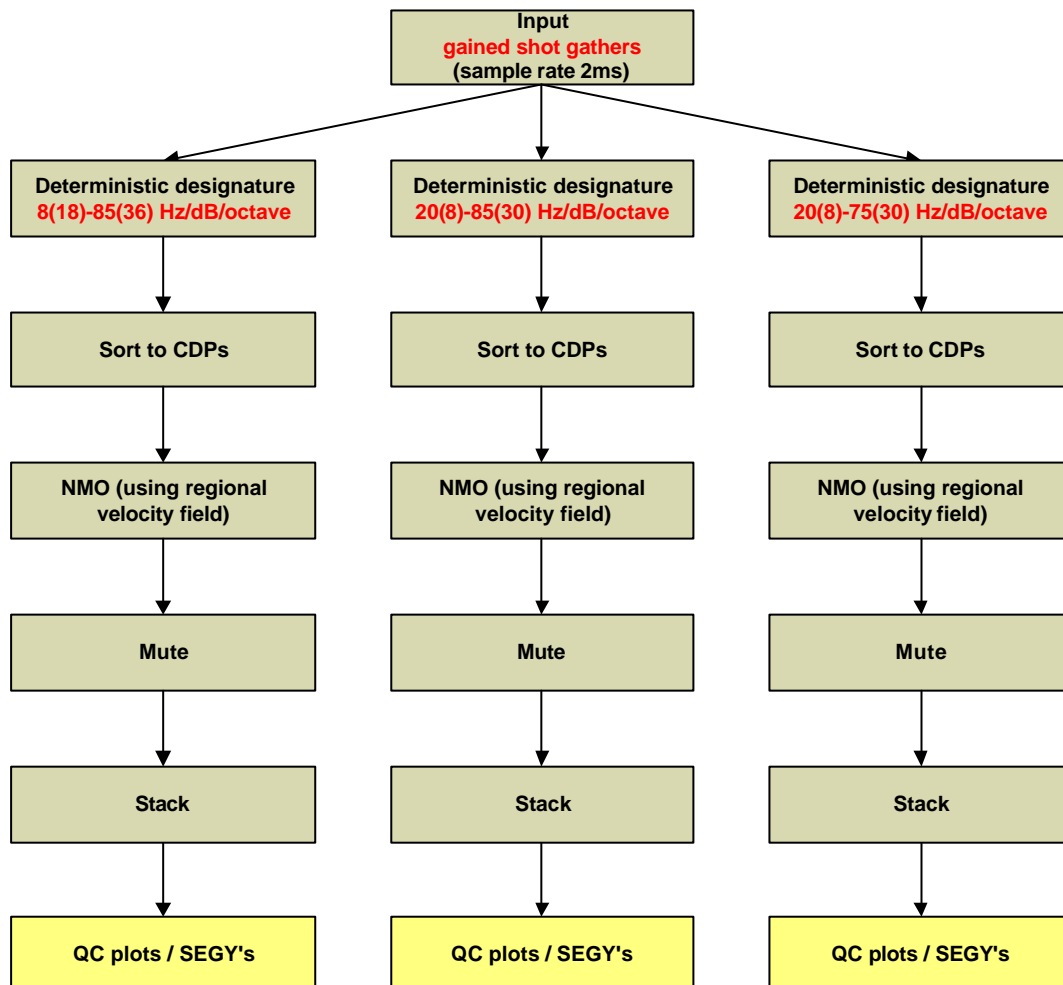 Input
gained shot gathers
(sample rate 2ms)
Deterministic designature
8(18)-85(36) Hz/dB/octave
Deterministic designature
20(8)-85(30) Hz/dB/octave
Deterministic designature
20(8)-75(30) Hz/dB/octave
Sort to CDPs
Sort to CDPs
Sort to CDPs
NMO (using regional
velocity field)
NMO (using regional
velocity field)
NMO (using regional
velocity field)
Mute
Mute
Mute
Stack
Stack
Stack
QC plots / SEGY's
QC plots / SEGY's
QC plots / SEGY's